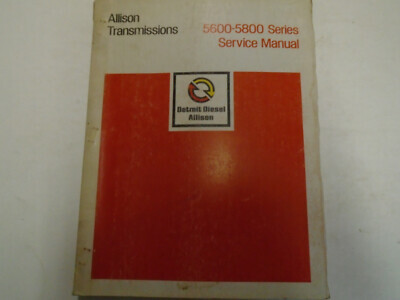 Allison
Transmissions
5600-5800 Series
Service Manual
Detroit Diesel
Allison